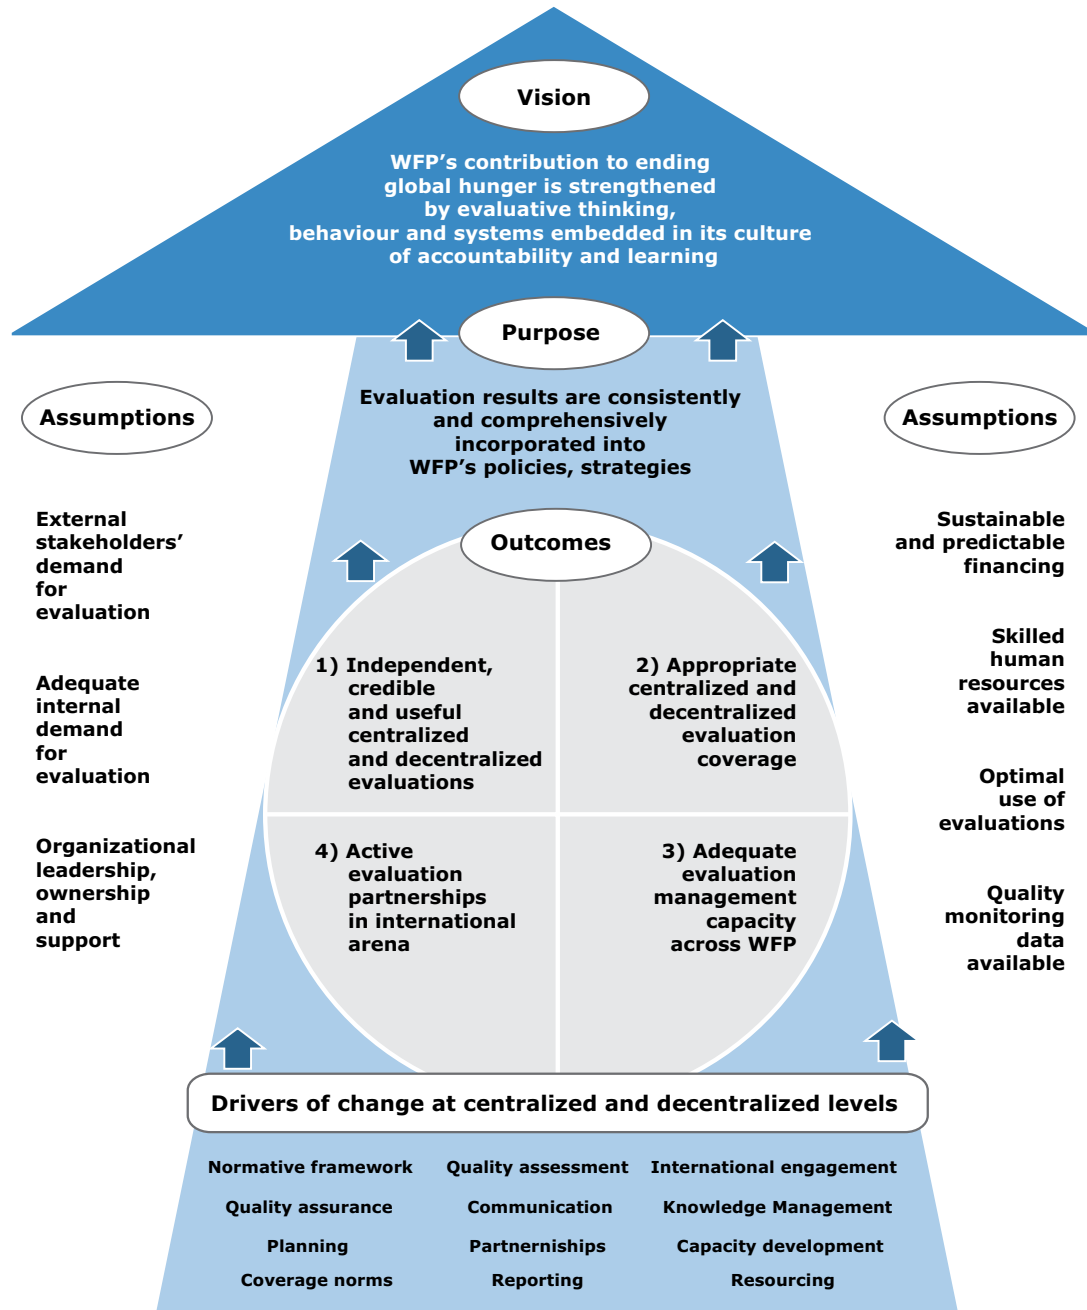 Vision
WFP’s contribution to ending
global hunger is strengthened
by evaluative thinking,
behaviour and systems embedded in its culture
of accountability and learning
Purpose
Evaluation results are consistently
and comprehensively
incorporated into
WFP’s policies, strategies
Assumptions
External
stakeholders’
demand
for
evaluation
Adequate
internal
demand
for
evaluation
Organizational
leadership,
ownership
and
support
Outcomes
1) Independent,
credible
and useful
centralized
and decentralized
evaluations
2) Appropriate
centralized and
decentralized
evaluation
coverage
4) Active
evaluation
partnerships
in international
arena
3) Adequate
evaluation
management
capacity
across WFP
Assumptions
Sustainable
and predictable
financing
Skilled
human
resources
available
Optimal
use of
evaluations
Quality
monitoring
data
available
Drivers of change at centralized and decentralized levels
Normative framework
Quality assessment
International engagement
Quality assurance
Communication
Knowledge Management
Planning
Partnerniships
Capacity development
Coverage norms
Reporting
Resourcing